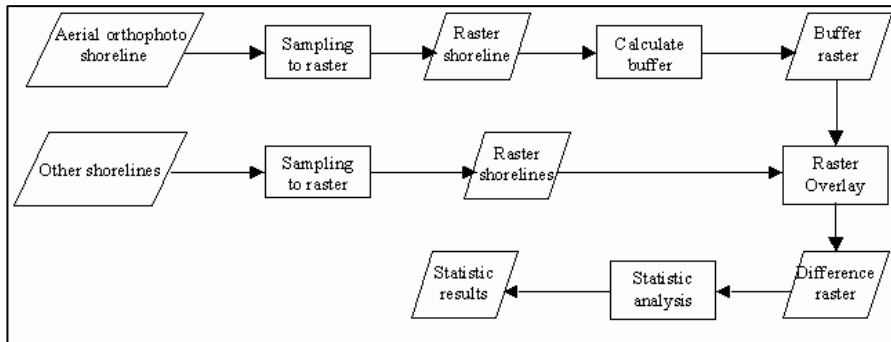 Aerial orthophoto
shoreline
Sampling
to raster
Raster
shoreline
Calculate
buffer
Buffer
raster
Other shorelines
Sampling
to raster
Raster
shorelines
Raster
Overlay
Statistic
results
Statistic
analysis
Difference
raster